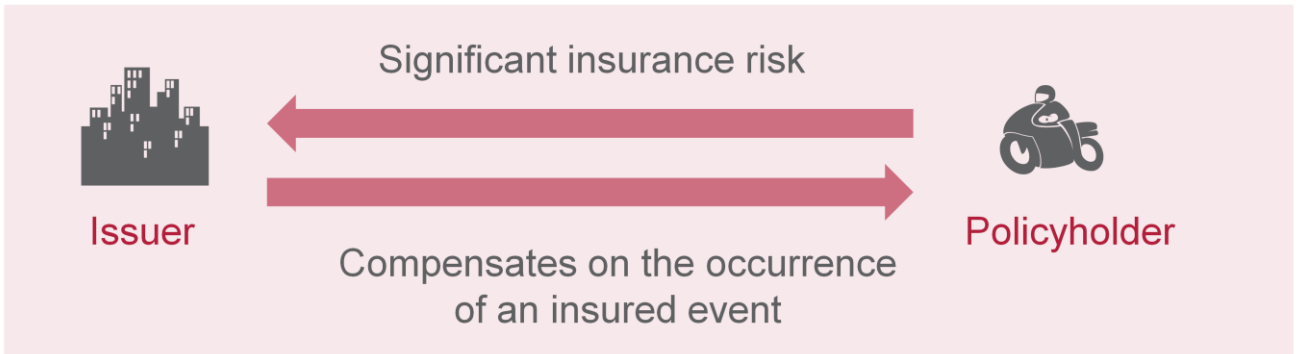 Significant insurance risk
Issuer
Policyholder
Compensates on the occurrence
of an insured event